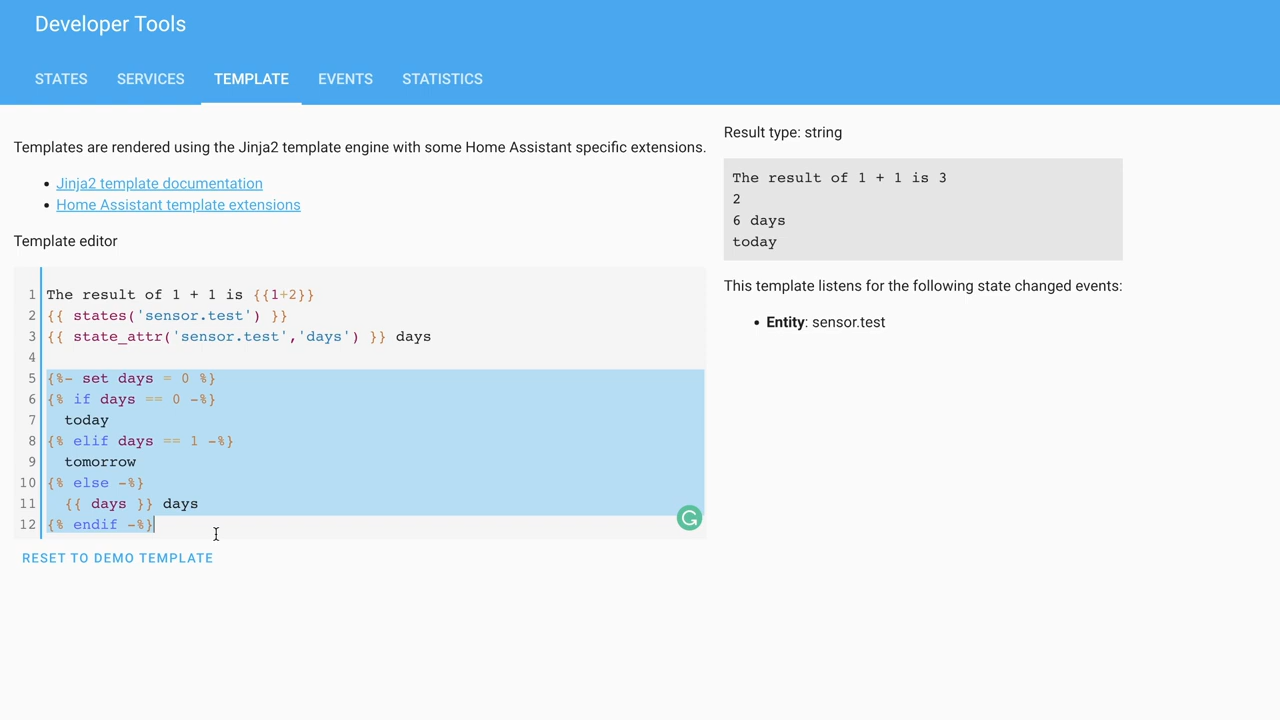 Developer Tools
STATES SERVICES TEMPLATE EVENTS STATISTICS
Templates are rendered using the Jinja2 template engine with some Home Assistant specific extensions.
• Jinja2 template documentation
• Home Assistant template extensions
Template editor
1 The result of 1 + 1 is {{1+2}}
2 {{ states('sensor.test') }}
3 {{ state_attr('sensor.test','days') }} days
4
5 {%- set days = 0 %}
6 {% if days == 0 -%}
7   today
8 {% elif days == 1 -%}
9   tomorrow
10 {% else -%}
11   {{ days }} days
12 {% endif -%}
RESET TO DEMO TEMPLATE
Result type: string
The result of 1 + 1 is 3
2
6 days
today
This template listens for the following state changed events:
• Entity: sensor.test